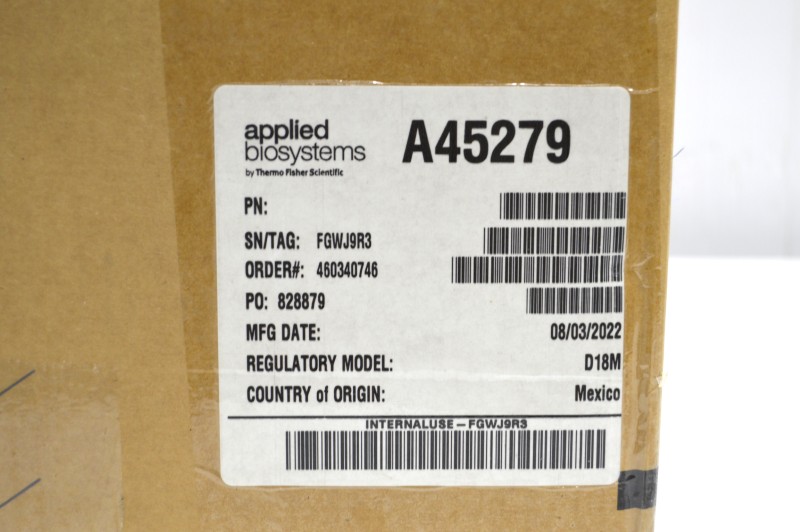 applied
biosystems
by Thermo Fisher Scientific
A45279
PN:
SN/TAG: FGWJ9R3
ORDER#: 460340746
PO: 828879
MFG DATE: 08/03/2022
REGULATORY MODEL: D18M
COUNTRY of ORIGIN: Mexico
INTERNALUSE-FGWJ9R3